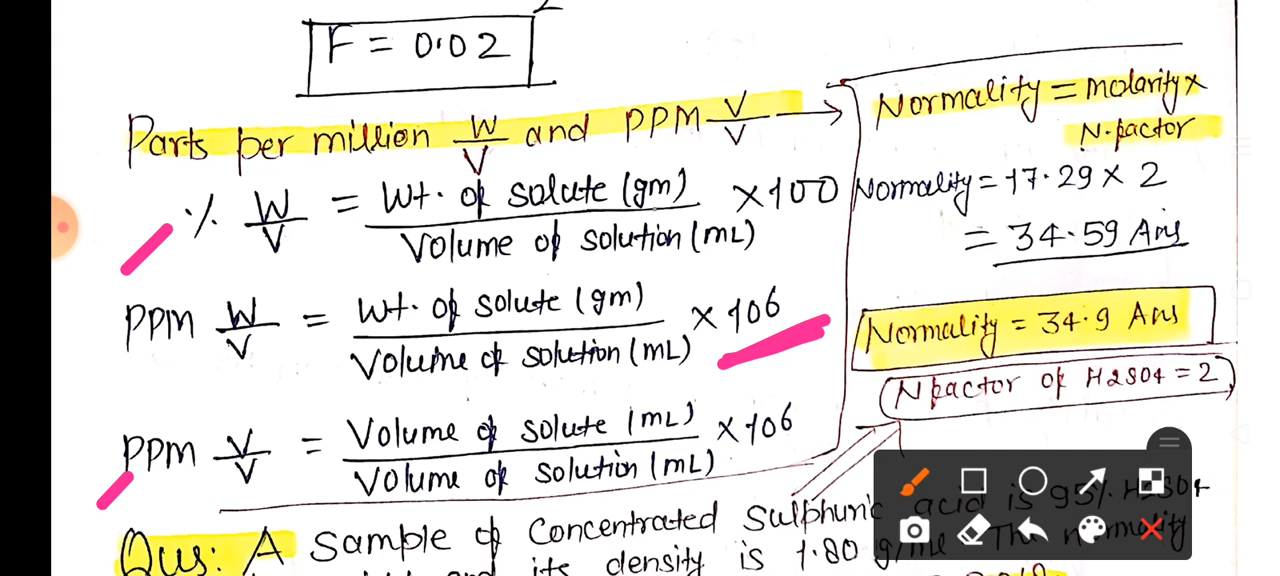 F = 0.02
Parts per million W/V and PPM V/V →
% W/V = Wt. of solute (gm) / Volume of solution (mL) × 100
PPM W/V = Wt. of solute (gm) / Volume of solution (mL) × 106
PPM V/V = Volume of solute (mL) / Volume of solution (mL) × 106
Normality = molarity ×
N.factor
Normality = 17.29 × 2
= 34.59 Ans
Normality = 34.9 Ans
N factor of H2SO4 = 2
Qus: A Sample of Concentrated Sulphuric acid is 95% H2SO4
its density is 1.80 The normality